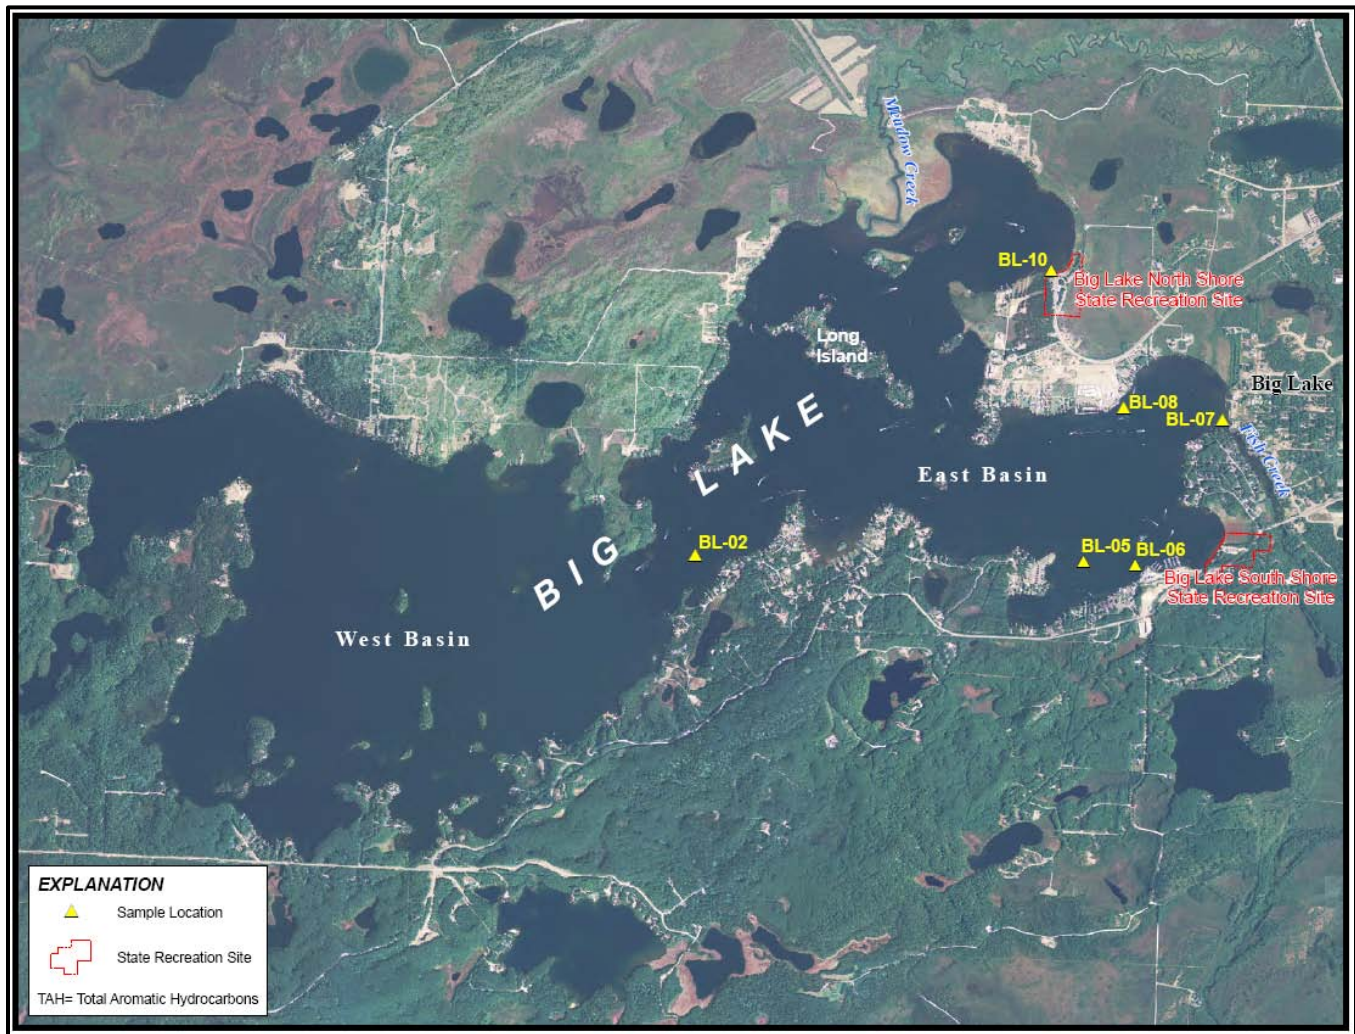 Meadow Creek
BL-10
Big Lake North Shore
State Recreation Site
Long
Island
Big Lake
BL-08
BL-07
Fish Creek
BIG LAKE
East Basin
BL-02
BL-05
BL-06
Big Lake South Shore
State Recreation Site
West Basin
EXPLANATION
Sample Location
State Recreation Site
TAH= Total Aromatic Hydrocarbons